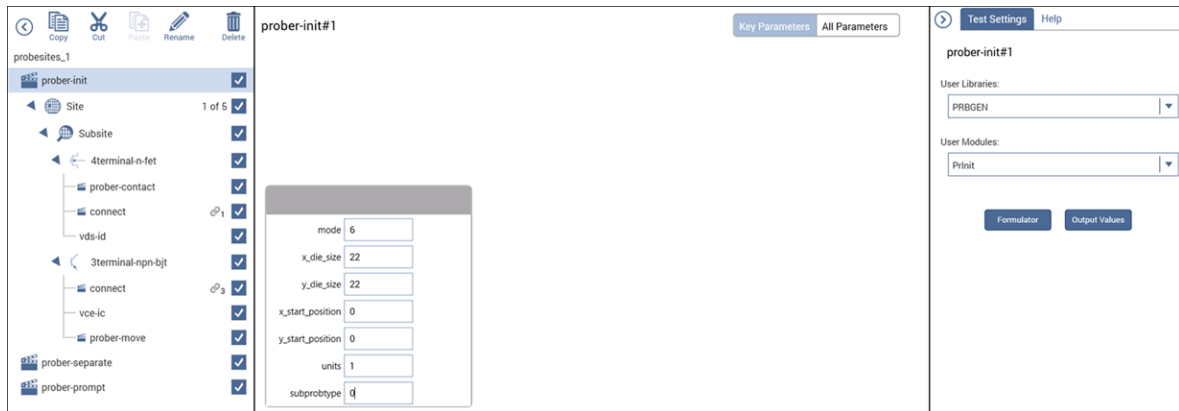 Copy Cut Paste Rename Delete
probesites_1
prober-init
Site 1 of 5
Subsite
4terminal-n-fet
prober-contact
connect 1
vds-id
3terminal-npn-bjt
connect 3
vce-ic
prober-move
prober-separate
prober-prompt
prober-init#1
Key Parameters All Parameters
mode 6
x_die_size 22
y_die_size 22
x_start_position 0
y_start_position 0
units 1
subprobtype 0
Test Settings Help
prober-init#1
User Libraries:
PRBGEN
User Modules:
PrInit
Formulator Output Values